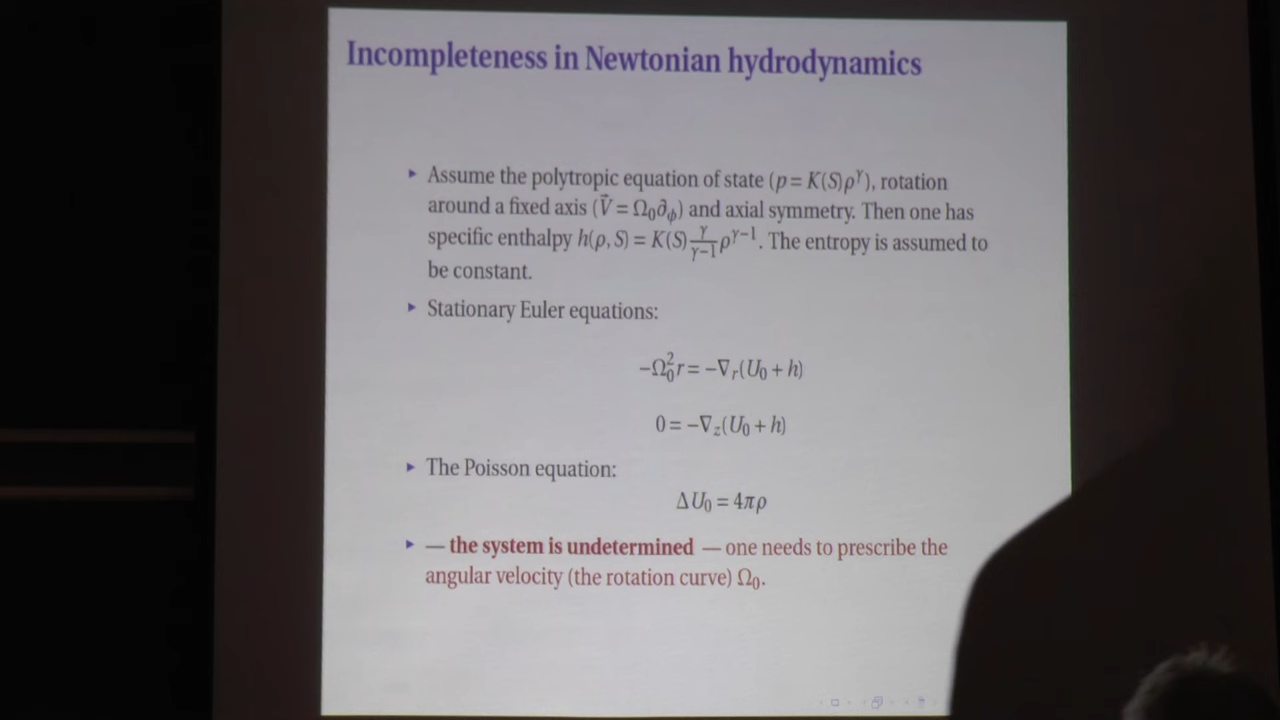 Incompleteness in Newtonian hydrodynamics
Assume the polytropic equation of state (p = K(S)ρ^γ), rotation
around a fixed axis (V⃗ = Ω₀∂_ϕ) and axial symmetry. Then one has
specific enthalpy h(ρ, S) = K(S) γ/(γ−1) ρ^(γ−1). The entropy is assumed to
be constant.
Stationary Euler equations:
−Ω₀²r = −∇_r(U₀ + h)
0 = −∇_z(U₀ + h)
The Poisson equation:
ΔU₀ = 4πρ
— the system is undetermined — one needs to prescribe the
angular velocity (the rotation curve) Ω₀.